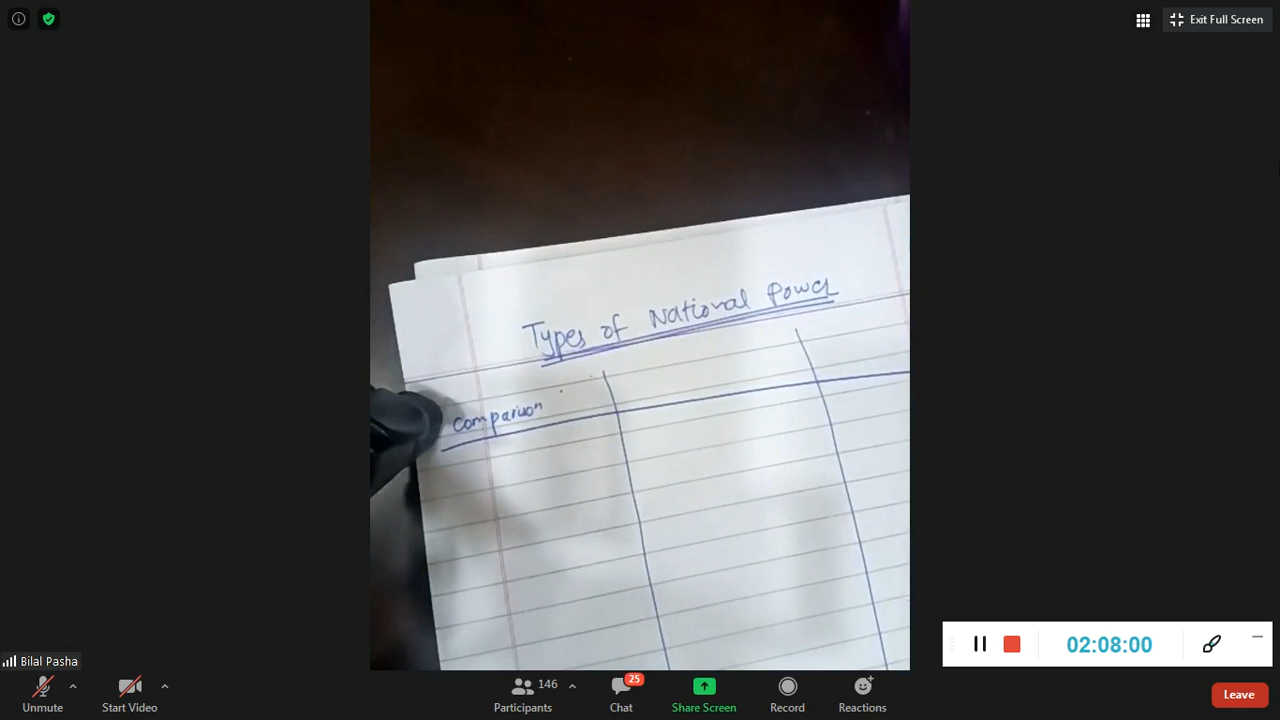 Exit Full Screen
Types of National Power
comparison
02:08:00
Bilal Pasha
146
25
Unmute
Start Video
Participants
Chat
Share Screen
Record
Reactions
Leave